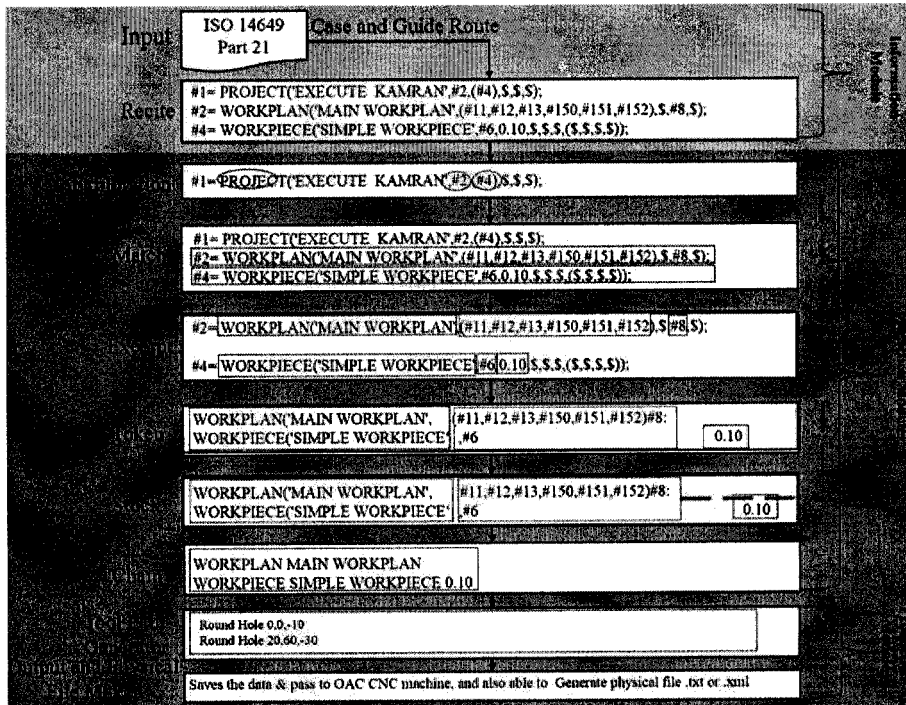 Input
ISO 14649
Part 21
Case and Guide Route
Information
Module
Recite
#1= PROJECT('EXECUTE KAMRAN',#2,(#4),$,$,$);
#2= WORKPLAN('MAIN WORKPLAN',(#11,#12,#13,#150,#151,#152),$,#8,$);
#4= WORKPIECE('SIMPLE WORKPIECE',#6,0.10,$,$,$,($,$,$,$));
#1= PROJECT('EXECUTE KAMRAN',#2,(#4),$,$,$);
#1= PROJECT('EXECUTE KAMRAN',#2,(#4),$,$,$);
#2= WORKPLAN('MAIN WORKPLAN',(#11,#12,#13,#150,#151,#152),$,#8,$);
#4= WORKPIECE('SIMPLE WORKPIECE',#6,0.10,$,$,$,($,$,$,$));
#2= WORKPLAN('MAIN WORKPLAN',(#11,#12,#13,#150,#151,#152),$,#8,$);
#4= WORKPIECE('SIMPLE WORKPIECE',#6,0.10,$,$,$,($,$,$,$));
WORKPLAN('MAIN WORKPLAN', (#11,#12,#13,#150,#151,#152)#8:
WORKPIECE('SIMPLE WORKPIECE' ,#6 0.10
WORKPLAN('MAIN WORKPLAN', (#11,#12,#13,#150,#151,#152)#8:
WORKPIECE('SIMPLE WORKPIECE' ,#6 0.10
WORKPLAN MAIN WORKPLAN
WORKPIECE SIMPLE WORKPIECE 0.10
Round Hole 0,0,-10
Round Hole 20,60,-30
Saves the data & pass to OAC CNC machine, and also able to Generate physical file .txt or .xml